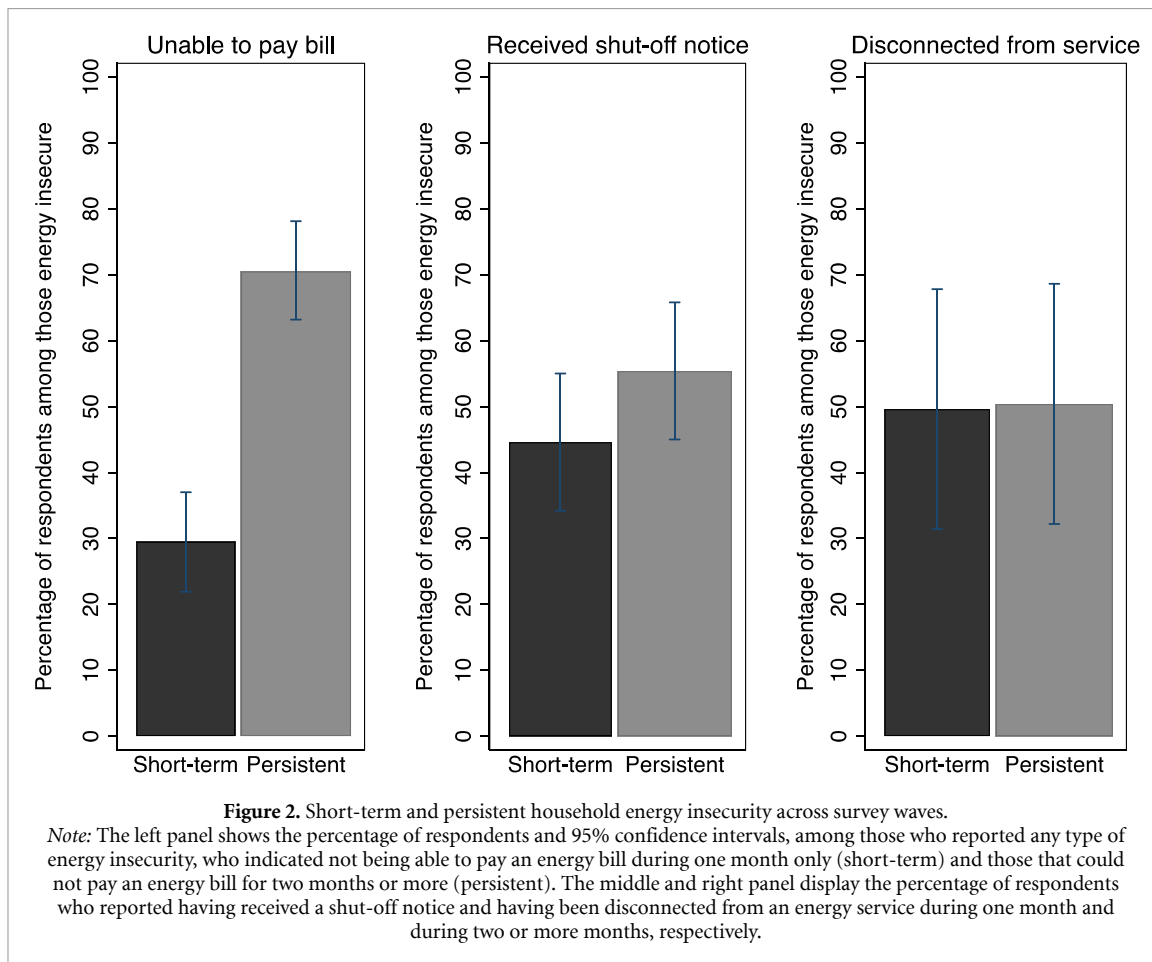 Unable to pay bill
Percentage of respondents among those energy insecure
100
90
80
70
60
50
40
30
20
10
0
Short-term Persistent
Received shut-off notice
Percentage of respondents among those energy insecure
100
90
80
70
60
50
40
30
20
10
0
Short-term Persistent
Disconnected from service
Percentage of respondents among those energy insecure
100
90
80
70
60
50
40
30
20
10
0
Short-term Persistent
Figure 2. Short-term and persistent household energy insecurity across survey waves.
Note: The left panel shows the percentage of respondents and 95% confidence intervals, among those who reported any type of
energy insecurity, who indicated not being able to pay an energy bill during one month only (short-term) and those that could
not pay an energy bill for two months or more (persistent). The middle and right panel display the percentage of respondents
who reported having received a shut-off notice and having been disconnected from an energy service during one month and
during two or more months, respectively.